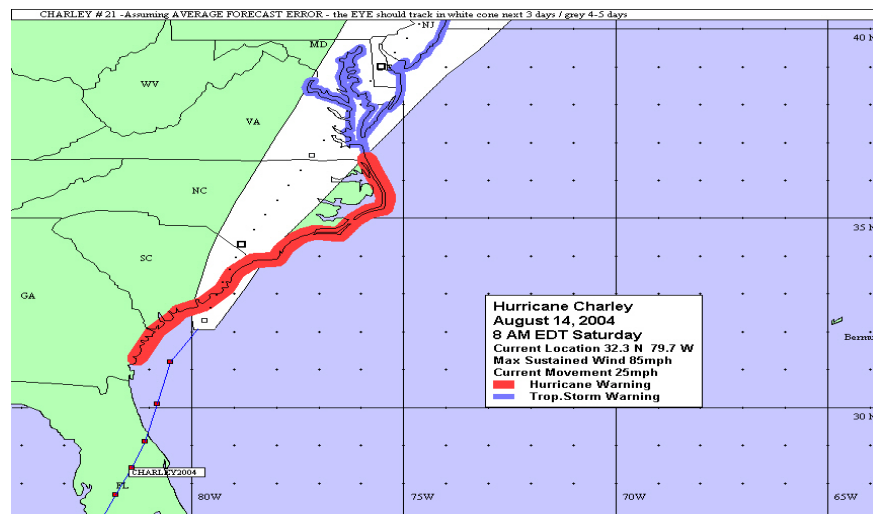 CHARLEY # 21 -Assuming AVERAGE FORECAST ERROR - the EYE should track in white cone next 3 days / grey 4-5 days
NJ
40 N
MD
WV
VA
NC
35 N
SC
GA
Hurricane Charley
August 14, 2004
8 AM EDT Saturday
Current Location 32.3 N 79.7 W
Max Sustained Wind 85mph
Current Movement 25mph
Hurricane Warning
Trop.Storm Warning
Bermu
30 N
CHARLEY2004
FL
80W
75W
70W
65W